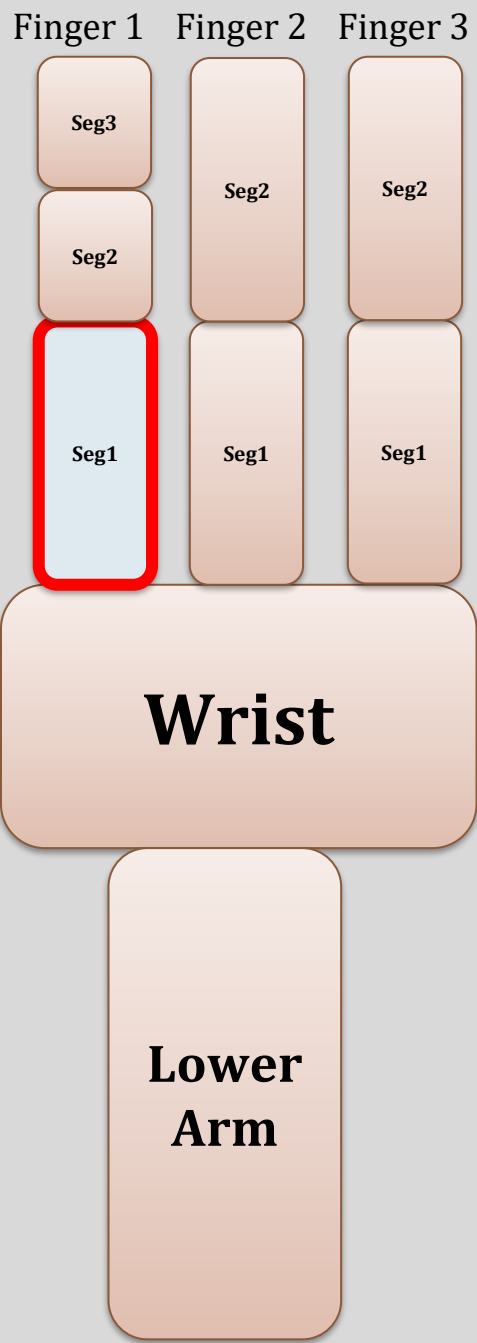 Finger 1 Finger 2 Finger 3
Seg3
Seg2 Seg2
Seg2
Seg1 Seg1 Seg1
Wrist
Lower
Arm